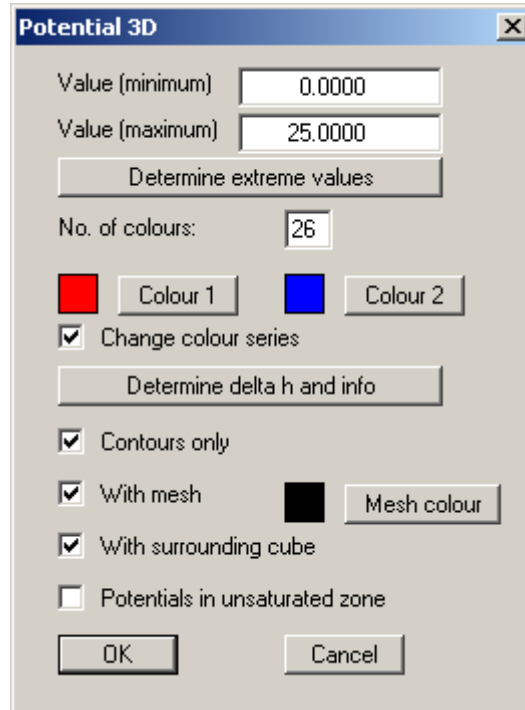 Potential 3D
Value (minimum) 0.0000
Value (maximum) 25.0000
Determine extreme values
No. of colours: 26
Colour 1 Colour 2
Change colour series
Determine delta h and info
Contours only
With mesh Mesh colour
With surrounding cube
Potentials in unsaturated zone
OK Cancel